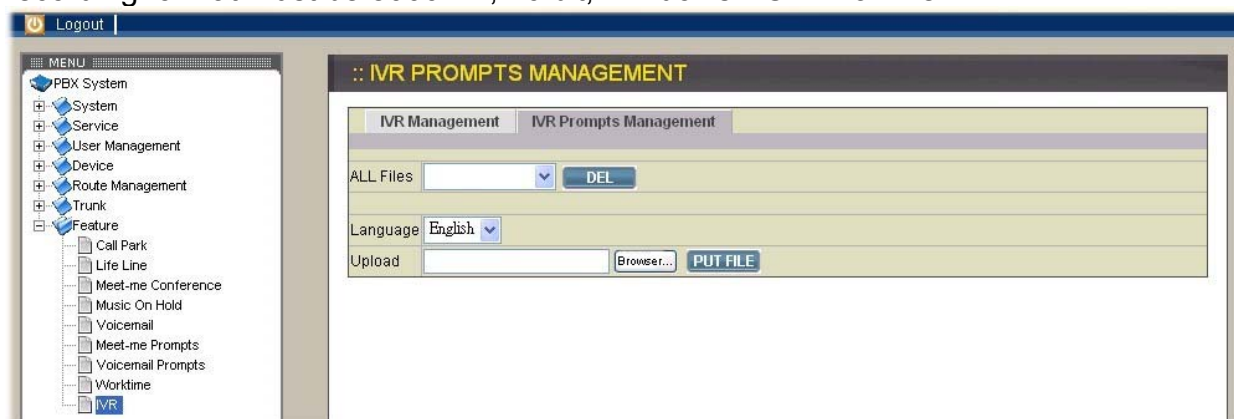 Logout
MENU
PBX System
System
Service
User Management
Device
Route Management
Trunk
Feature
Call Park
Life Line
Meet-me Conference
Music On Hold
Voicemail
Meet-me Prompts
Voicemail Prompts
Worktime
IVR
:: IVR PROMPTS MANAGEMENT
IVR Management IVR Prompts Management
ALL Files DEL
Language English
Upload Browser... PUT FILE